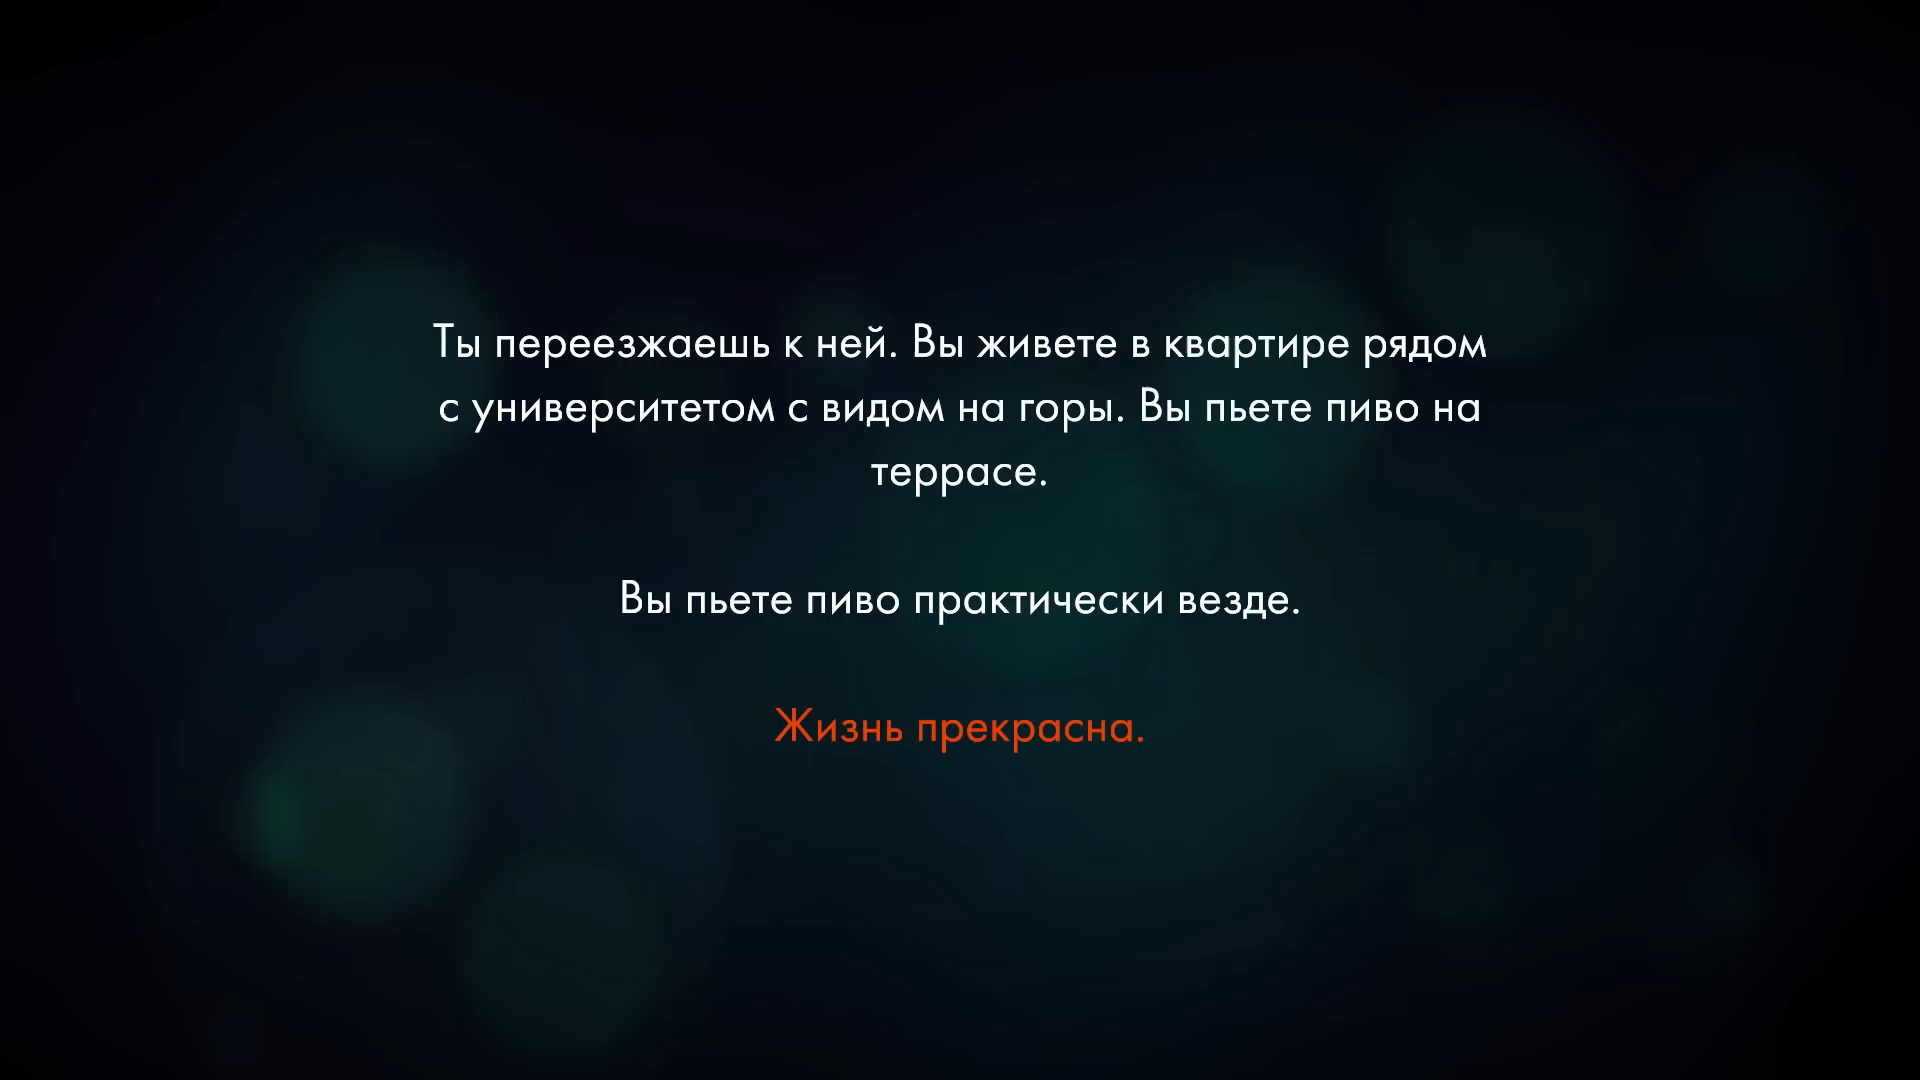 Ты переезжаешь к ней. Вы живете в квартире рядом
с университетом с видом на горы. Вы пьете пиво на
террасе.
Вы пьете пиво практически везде.
Жизнь прекрасна.